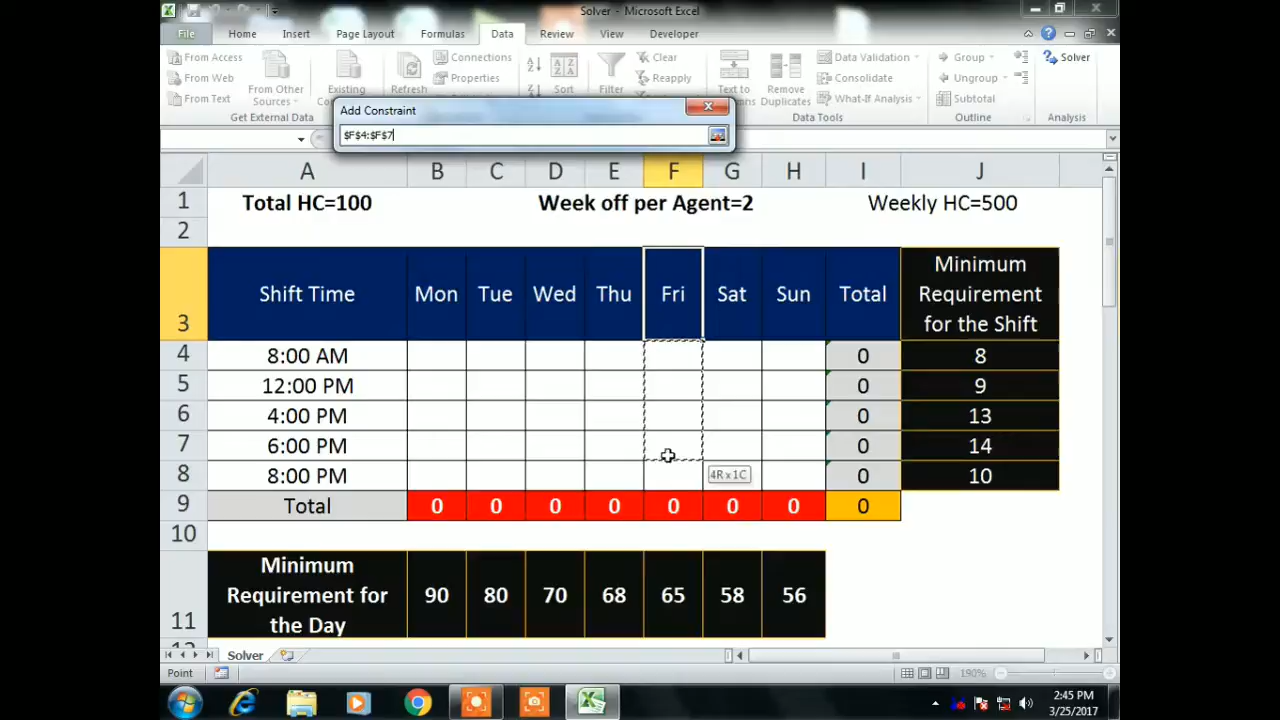 Solver - Microsoft Excel
File Home Insert Page Layout Formulas Data Review View Developer
From Access
From Web
From Text
From Other
Sources
Get External Data
Existing
Refresh
Connections
Properties
Sort
Filter
Clear
Reapply
Text to
Remove
Duplicates
Data Validation
Consolidate
What-If Analysis
Group
Ungroup
Subtotal
Outline
Solver
Analysis
Add Constraint
$F$4:$F$7
A B C D E F G H I J
1 Total HC=100 Week off per Agent=2 Weekly HC=500
2
3 Shift Time Mon Tue Wed Thu Fri Sat Sun Total Minimum Requirement for the Shift
4 8:00 AM 0 8
5 12:00 PM 0 9
6 4:00 PM 0 13
7 6:00 PM 0 14
4R x 1C
8 8:00 PM 0 10
9 Total 0 0 0 0 0 0 0 0
10
11 Minimum Requirement for the Day 90 80 70 68 65 58 56
Solver
Point 190%
2:45 PM
3/25/2017